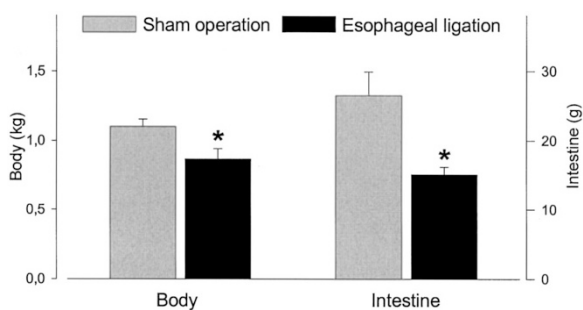 Sham operation Esophageal ligation
Body (kg)
1,5
1,0
0,5
0,0
*
*
30
20
10
0
Intestine (g)
Body Intestine